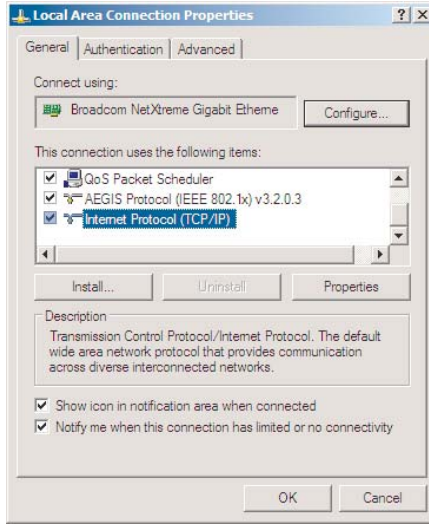 Local Area Connection Properties
General Authentication Advanced
Connect using:
Broadcom NetXtreme Gigabit Etherne Configure...
This connection uses the following items:
QoS Packet Scheduler
AEGIS Protocol (IEEE 802.1x) v3.2.0.3
Internet Protocol (TCP/IP)
Install... Uninstall Properties
Description
Transmission Control Protocol/Internet Protocol. The default
wide area network protocol that provides communication
across diverse interconnected networks.
Show icon in notification area when connected
Notify me when this connection has limited or no connectivity
OK Cancel